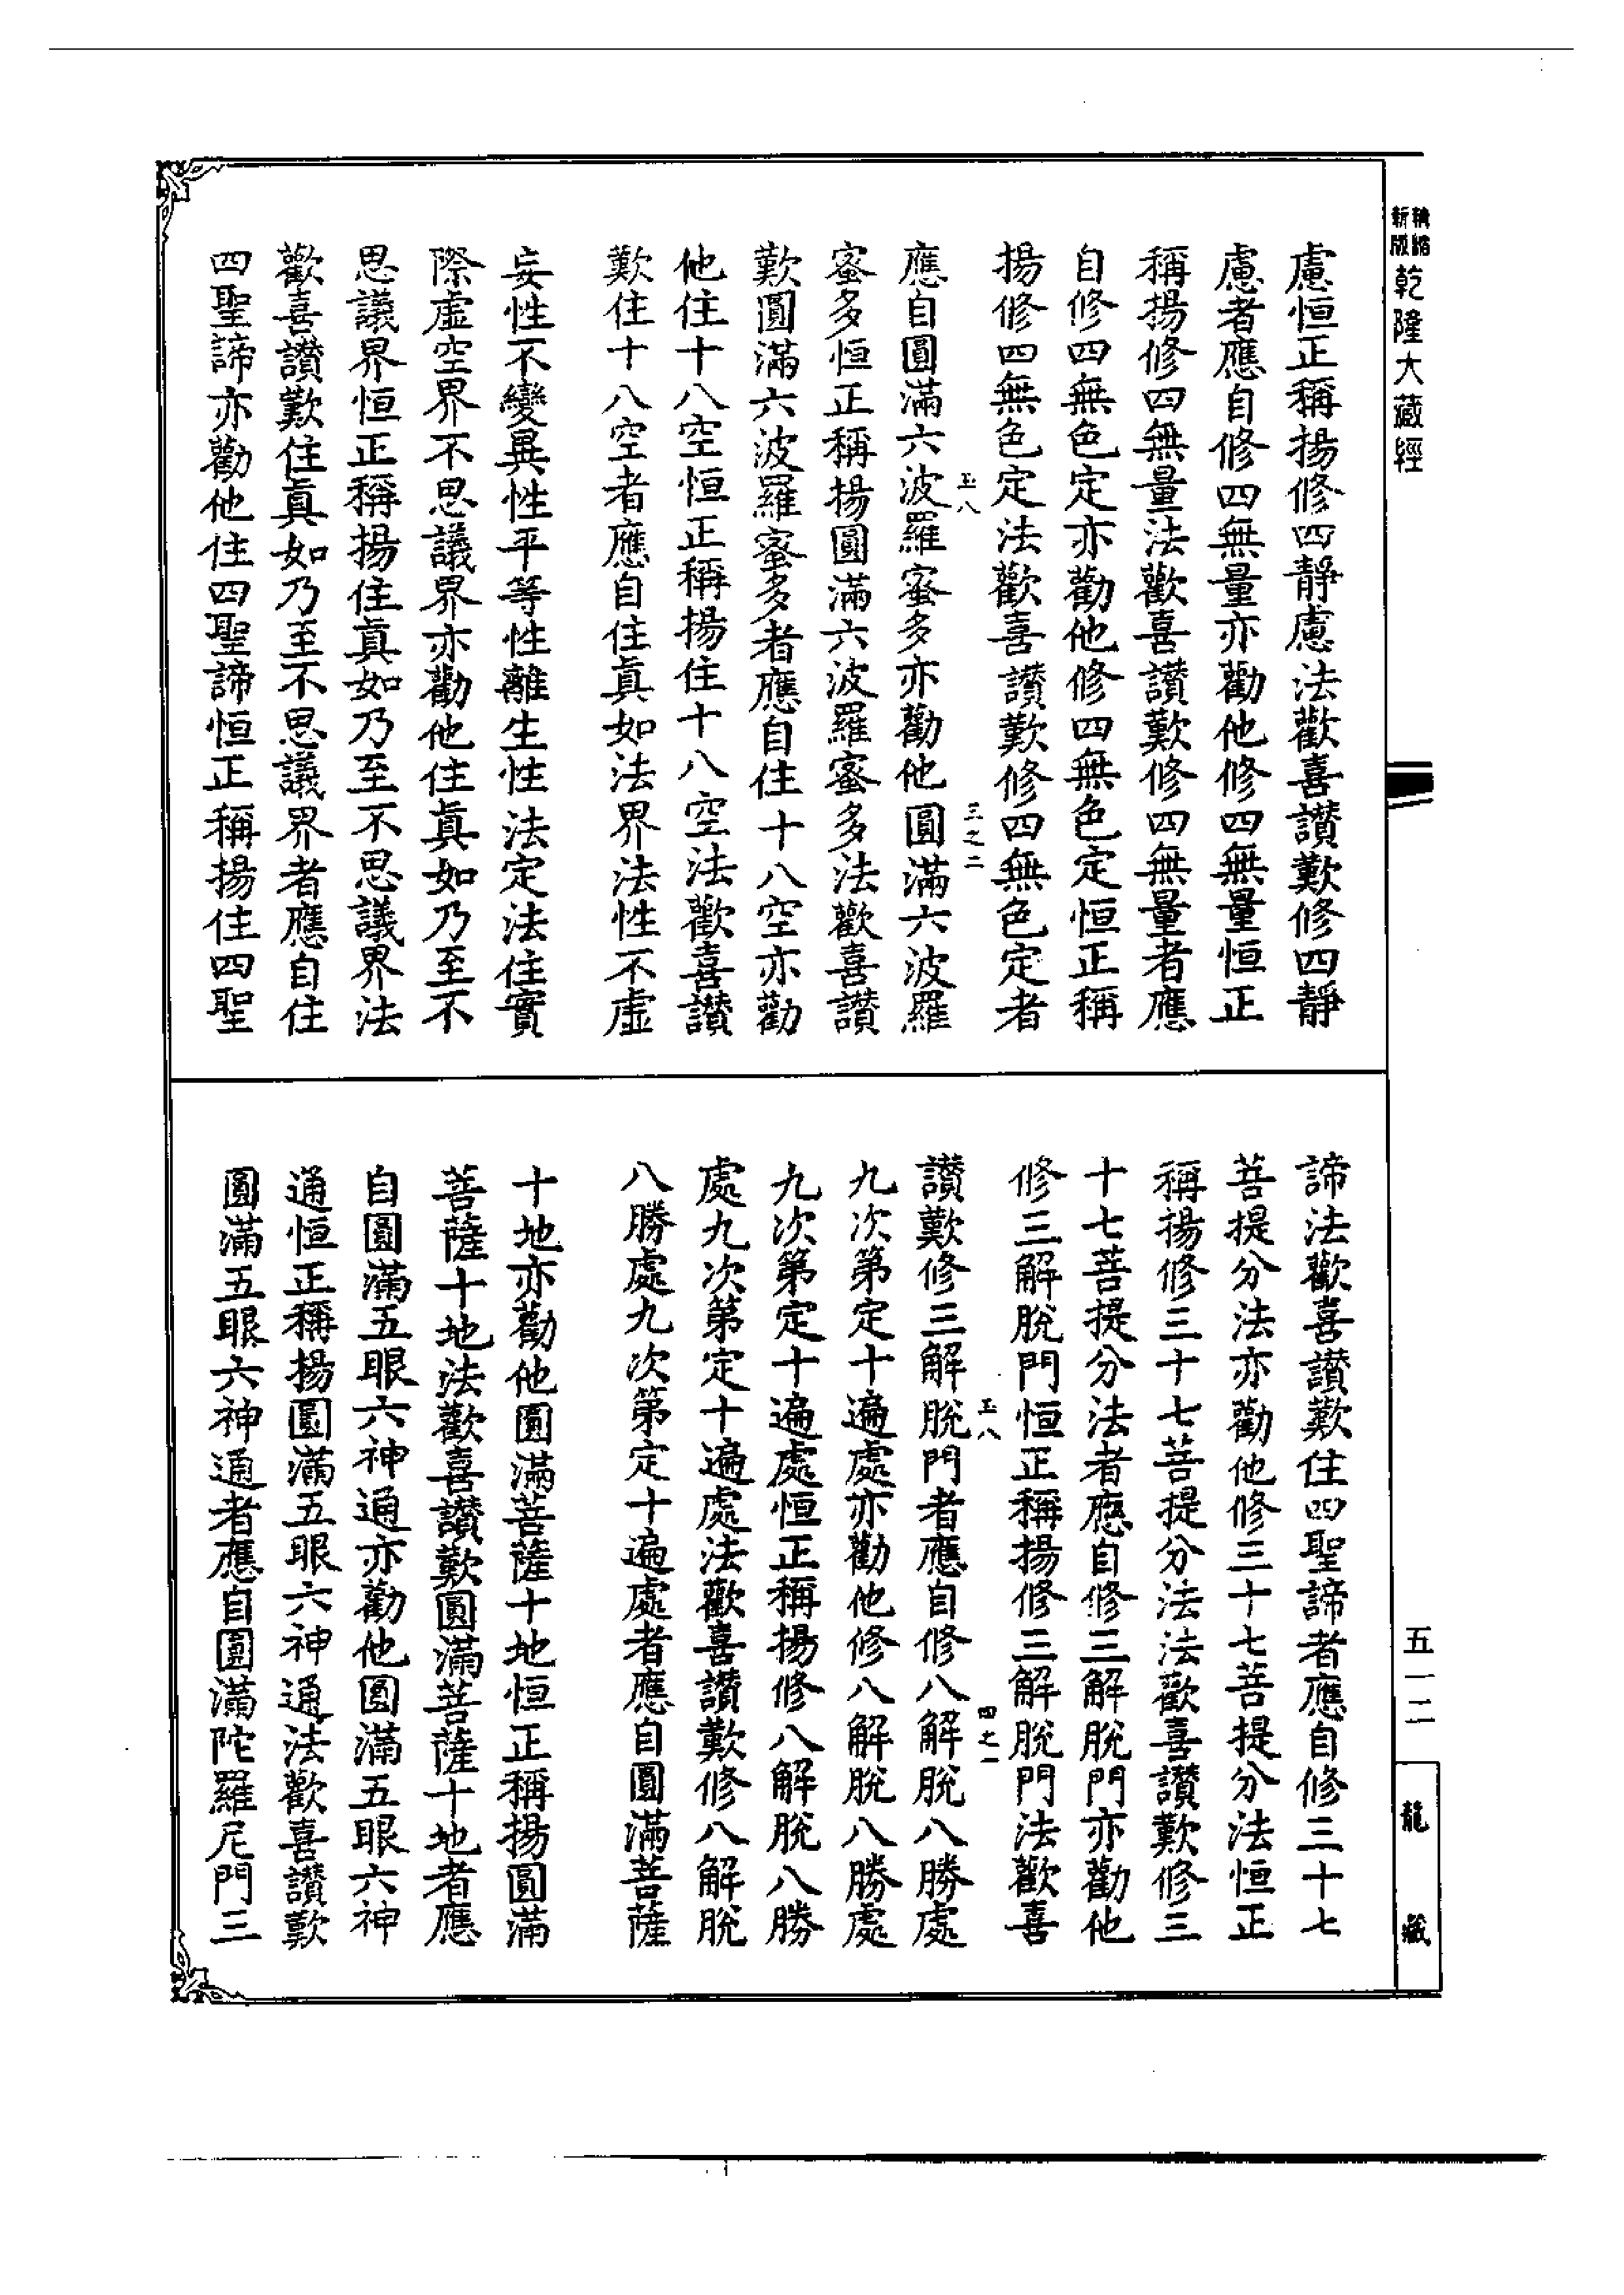 精縮新版乾隆大藏經
慮恒正稱揚修四靜慮法歡喜讚歎修四靜
慮者應自修四無量亦勸他修四無量恒正
稱揚修四無量法歡喜讚歎修四無量者應
自修四無色定亦勸他修四無色定恒正稱
揚修四無色定法歡喜讚歎修四無色定者
玉八
三之二
應自圓滿六波羅蜜多亦勸他圓滿六波羅
蜜多恒正稱揚圓滿六波羅蜜多法歡喜讚
歎圓滿六波羅蜜多者應自住十八空亦勸
他住十八空恒正稱揚住十八空法歡喜讚
歎住十八空者應自住真如法界法性不虛
妄性不變異性平等性離生性法定法住實
際虛空界不思議界亦勸他住真如乃至不
思議界恒正稱揚住真如乃至不思議界法
歡喜讚歎住真如乃至不思議界者應自住
四聖諦亦勸他住四聖諦恒正稱揚住四聖
諦法歡喜讚歎住四聖諦者應自修三十七
菩提分法亦勸他修三十七菩提分法恒正
稱揚修三十七菩提分法法歡喜讚歎修三
十七菩提分法者應自修三解脫門亦勸他
修三解脫門恒正稱揚修三解脫門法歡喜
玉八
四之一
讚歎修三解脫門者應自修八解脫八勝處
九次第定十遍處亦勸他修八解脫八勝處
九次第定十遍處恒正稱揚修八解脫八勝
處九次第定十遍處法歡喜讚歎修八解脫
八勝處九次第定十遍處者應自圓滿菩薩
十地亦勸他圓滿菩薩十地恒正稱揚圓滿
菩薩十地法歡喜讚歎圓滿菩薩十地者應
自圓滿五眼六神通亦勸他圓滿五眼六神
通恒正稱揚圓滿五眼六神通法歡喜讚歎
圓滿五眼六神通者應自圓滿陀羅尼門三
五一二
龍藏